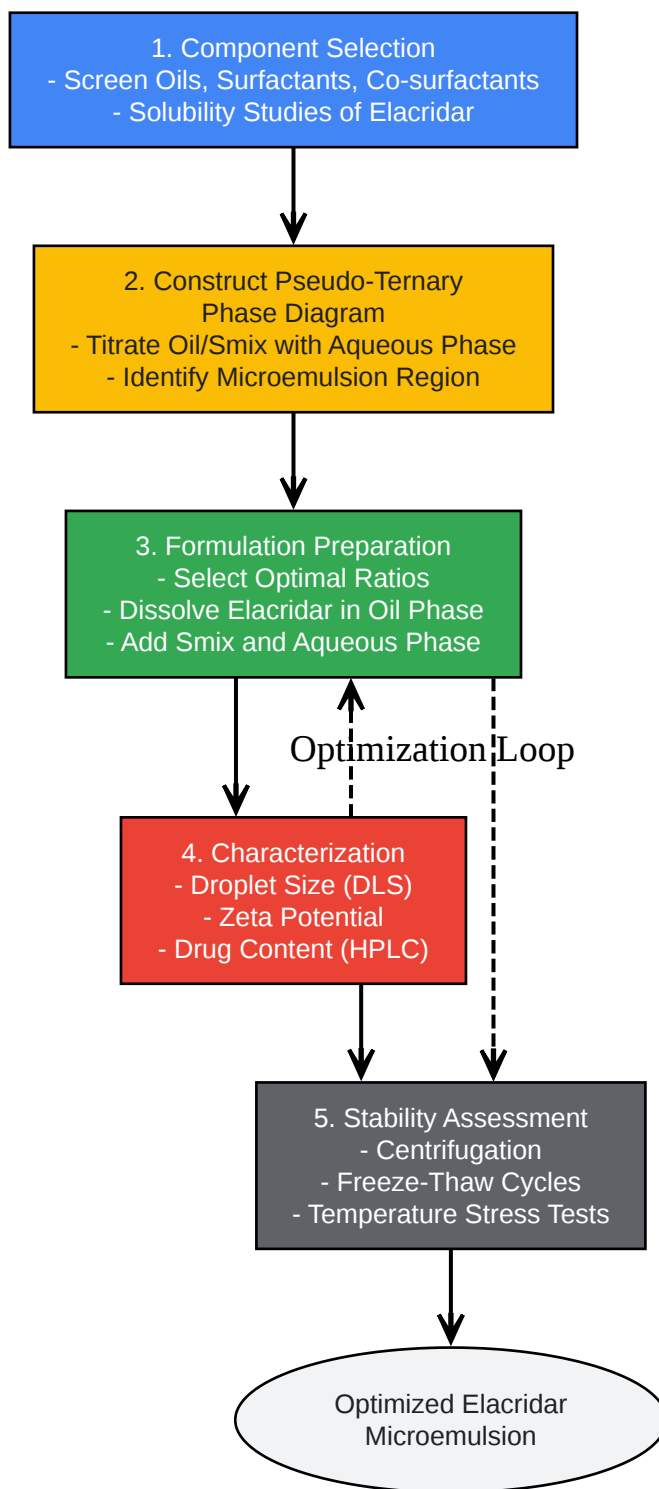 1. Component Selection
- Screen Oils, Surfactants, Co-surfactants
- Solubility Studies of Elacridar
2. Construct Pseudo-Ternary
Phase Diagram
- Titrate Oil/Smix with Aqueous Phase
- Identify Microemulsion Region
3. Formulation Preparation
- Select Optimal Ratios
- Dissolve Elacridar in Oil Phase
- Add Smix and Aqueous Phase
Optimization Loop
4. Characterization
- Droplet Size (DLS)
- Zeta Potential
- Drug Content (HPLC)
5. Stability Assessment
- Centrifugation
- Freeze-Thaw Cycles
- Temperature Stress Tests
Optimized Elacridar
Microemulsion